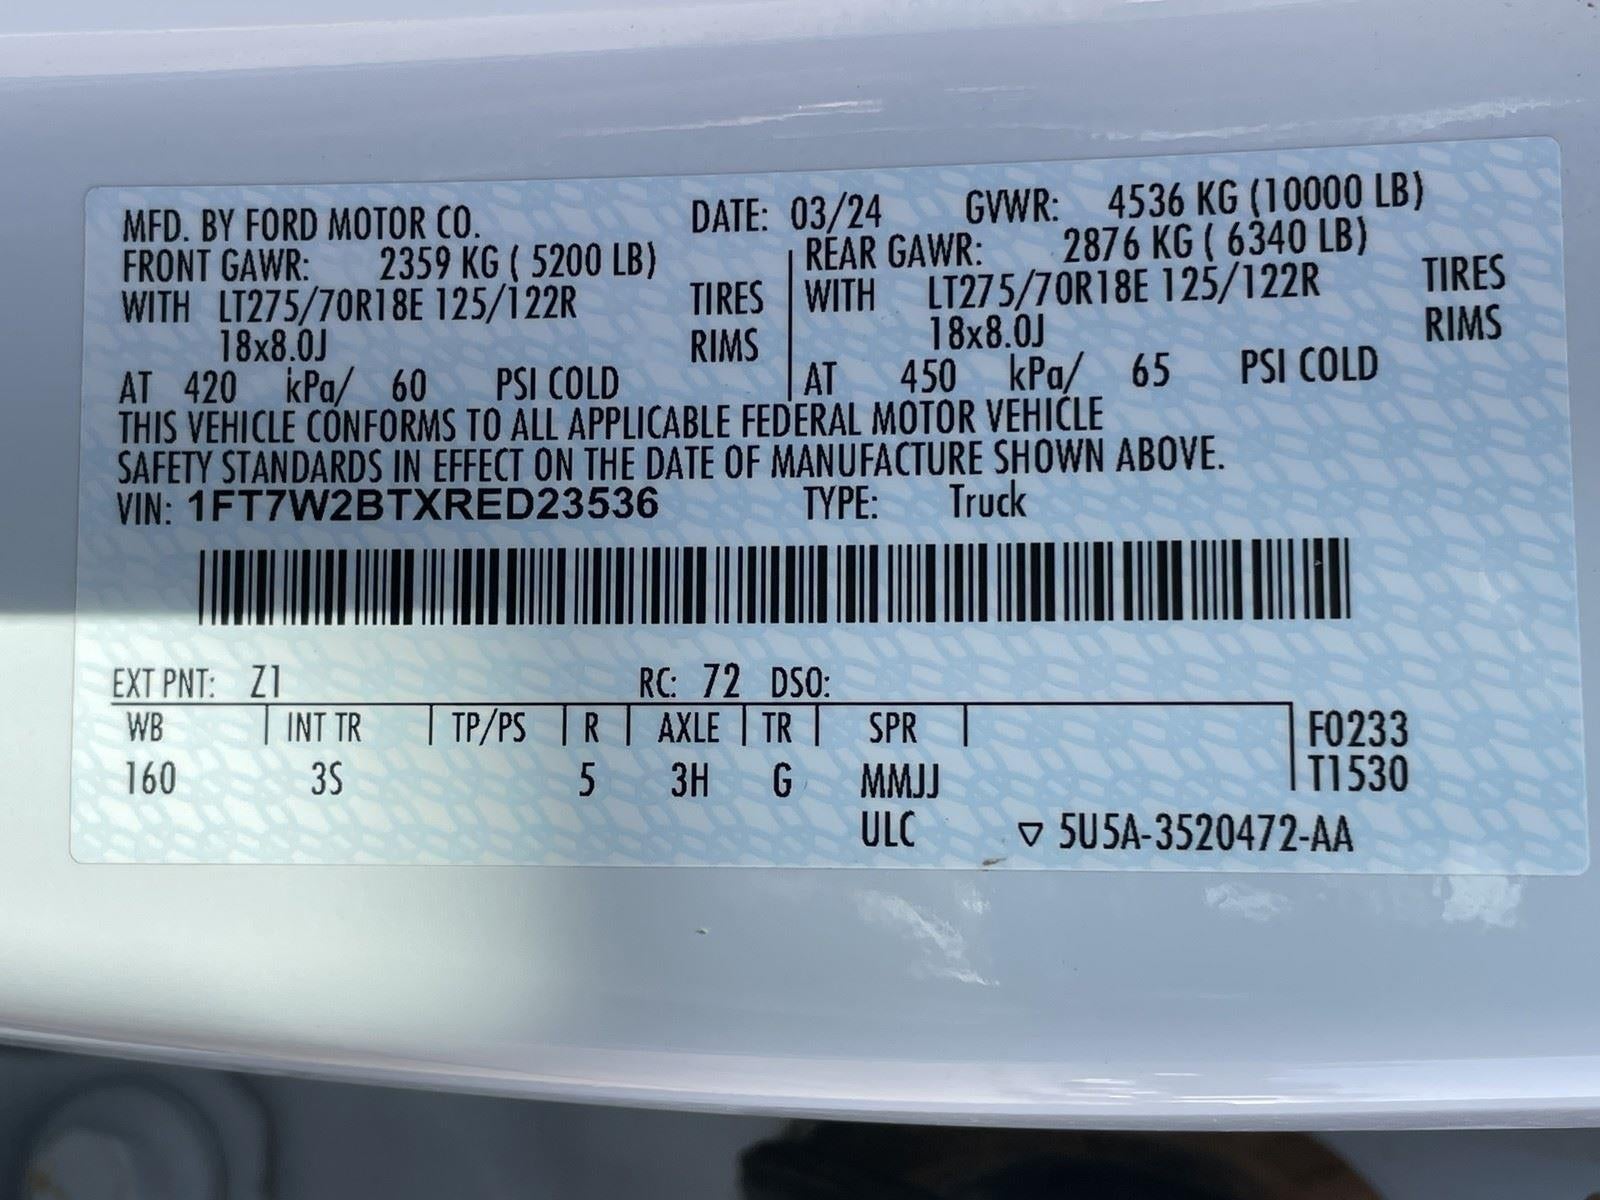 MFD. BY FORD MOTOR CO. DATE: 03/24 GVWR: 4536 KG (10000 LB)
FRONT GAWR: 2359 KG ( 5200 LB) REAR GAWR: 2876 KG ( 6340 LB)
WITH LT275/70R18E 125/122R TIRES WITH LT275/70R18E 125/122R TIRES
18x8.0J RIMS 18x8.0J RIMS
AT 420 kPa/ 60 PSI COLD AT 450 kPa/ 65 PSI COLD
THIS VEHICLE CONFORMS TO ALL APPLICABLE FEDERAL MOTOR VEHICLE
SAFETY STANDARDS IN EFFECT ON THE DATE OF MANUFACTURE SHOWN ABOVE.
VIN: 1FT7W2BTXRED23536 TYPE: Truck
EXT PNT: Z1 RC: 72 DSO:
WB INT TR TP/PS R AXLE TR SPR F0233
160 3S 5 3H G MMJJ T1530
ULC ▽ 5U5A-3520472-AA